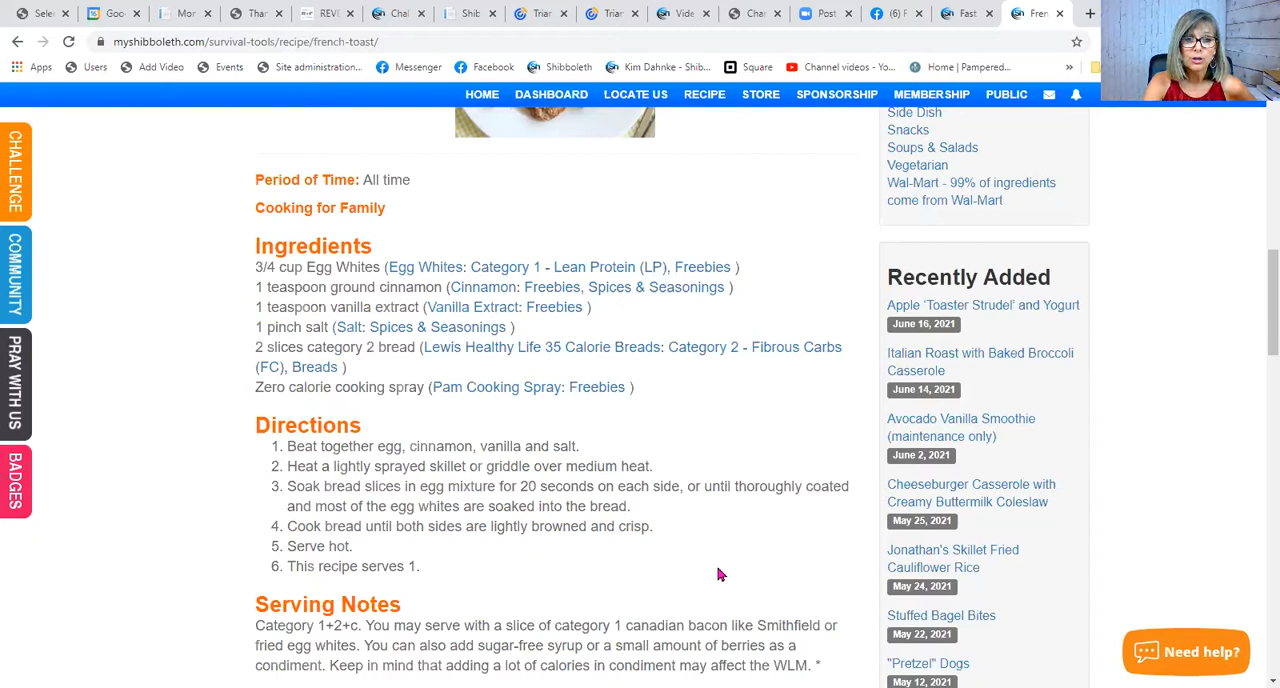 Selec
Goo
Mor
Thar
REVI
Chal
Shib
Triar
Triar
Vide
Char
Post
(6) F
Fast
Fren
myshibboleth.com/survival-tools/recipe/french-toast/
Apps Users Add Video Events Site administration... Messenger Facebook Shibboleth Kim Dahnke - Shib... Square Channel videos - Yo... Home | Pampered... »
HOME DASHBOARD LOCATE US RECIPE STORE SPONSORSHIP MEMBERSHIP PUBLIC
CHALLENGE
COMMUNITY
PRAY WITH US
BADGES
Period of Time: All time
Cooking for Family
Ingredients
3/4 cup Egg Whites (Egg Whites: Category 1 - Lean Protein (LP), Freebies )
1 teaspoon ground cinnamon (Cinnamon: Freebies, Spices & Seasonings )
1 teaspoon vanilla extract (Vanilla Extract: Freebies )
1 pinch salt (Salt: Spices & Seasonings )
2 slices category 2 bread (Lewis Healthy Life 35 Calorie Breads: Category 2 - Fibrous Carbs
(FC), Breads )
Zero calorie cooking spray (Pam Cooking Spray: Freebies )
Directions
1. Beat together egg, cinnamon, vanilla and salt.
2. Heat a lightly sprayed skillet or griddle over medium heat.
3. Soak bread slices in egg mixture for 20 seconds on each side, or until thoroughly coated
and most of the egg whites are soaked into the bread.
4. Cook bread until both sides are lightly browned and crisp.
5. Serve hot.
6. This recipe serves 1.
Serving Notes
Category 1+2+c. You may serve with a slice of category 1 canadian bacon like Smithfield or
fried egg whites. You can also add sugar-free syrup or a small amount of berries as a
condiment. Keep in mind that adding a lot of calories in condiment may affect the WLM. *
Side Dish
Snacks
Soups & Salads
Vegetarian
Wal-Mart - 99% of ingredients
come from Wal-Mart
Recently Added
Apple 'Toaster Strudel' and Yogurt
June 16, 2021
Italian Roast with Baked Broccoli
Casserole
June 14, 2021
Avocado Vanilla Smoothie
(maintenance only)
June 2, 2021
Cheeseburger Casserole with
Creamy Buttermilk Coleslaw
May 25, 2021
Jonathan's Skillet Fried
Cauliflower Rice
May 24, 2021
Stuffed Bagel Bites
May 22, 2021
"Pretzel" Dogs
May 12, 2021
Need help?